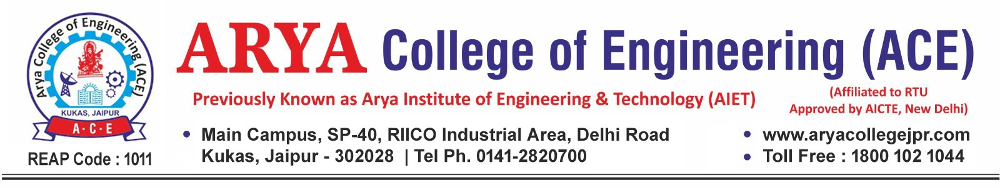 Arya College of Engineering (ACE)
KUKAS, JAIPUR
A · C · E
REAP Code : 1011
ARYA College of Engineering (ACE)
Previously Known as Arya Institute of Engineering & Technology (AIET)
(Affiliated to RTU
Approved by AICTE, New Delhi)
• Main Campus, SP-40, RIICO Industrial Area, Delhi Road
Kukas, Jaipur - 302028 | Tel Ph. 0141-2820700
• www.aryacollegejpr.com
• Toll Free : 1800 102 1044